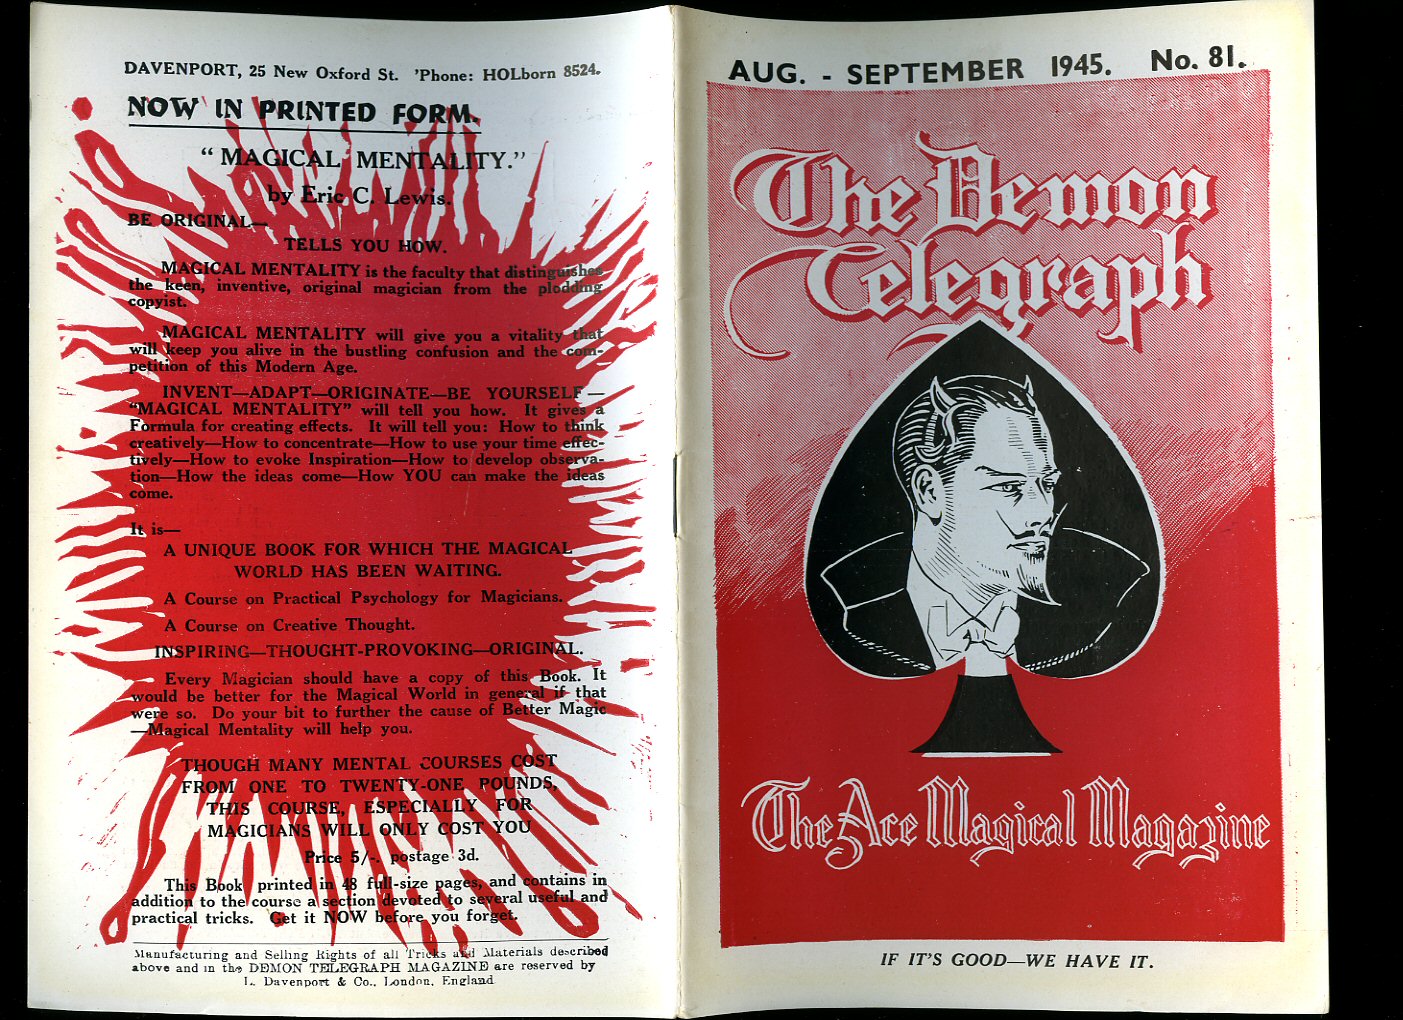 DAVENPORT, 25 New Oxford St. 'Phone: HOLborn 8524.
NOW IN PRINTED FORM.
"MAGICAL MENTALITY."
by Eric C. Lewis.
BE ORIGINAL—
TELLS YOU HOW.
MAGICAL MENTALITY is the faculty that distinguishes
the keen, inventive, original magician from the plodding
copyist.
MAGICAL MENTALITY will give you a vitality that
will keep you alive in the bustling confusion and the com-
petition of this Modern Age.
INVENT—ADAPT—ORIGINATE—BE YOURSELF—
"MAGICAL MENTALITY" will tell you how. It gives a
Formula for creating effects. It will tell you: How to think
creatively—How to concentrate—How to use your time effec-
tively—How to evoke Inspiration—How to develop observa-
tion—How the ideas come—How YOU can make the ideas
come.
It is—
A UNIQUE BOOK FOR WHICH THE MAGICAL
WORLD HAS BEEN WAITING.
A Course on Practical Psychology for Magicians.
A Course on Creative Thought.
INSPIRING—THOUGHT-PROVOKING—ORIGINAL.
Every Magician should have a copy of this Book. It
would be better for the Magical World in general if that
were so. Do your bit to further the cause of Better Magic
—Magical Mentality will help you.
THOUGH MANY MENTAL COURSES COST
FROM ONE TO TWENTY-ONE POUNDS,
THIS COURSE, ESPECIALLY FOR
MAGICIANS WILL ONLY COST YOU
Price 5/-. postage 3d.
This Book printed in 48 full-size pages, and contains in
addition to the course a section devoted to several useful and
practical tricks. Get it NOW before you forget.
Manufacturing and Selling Rights of all Tricks and Materials described
above and in the DEMON TELEGRAPH MAGAZINE are reserved by
L. Davenport & Co., London, England
AUG. - SEPTEMBER 1945. No. 81.
The Demon
Telegraph
The Ace Magical Magazine
IF IT'S GOOD—WE HAVE IT.